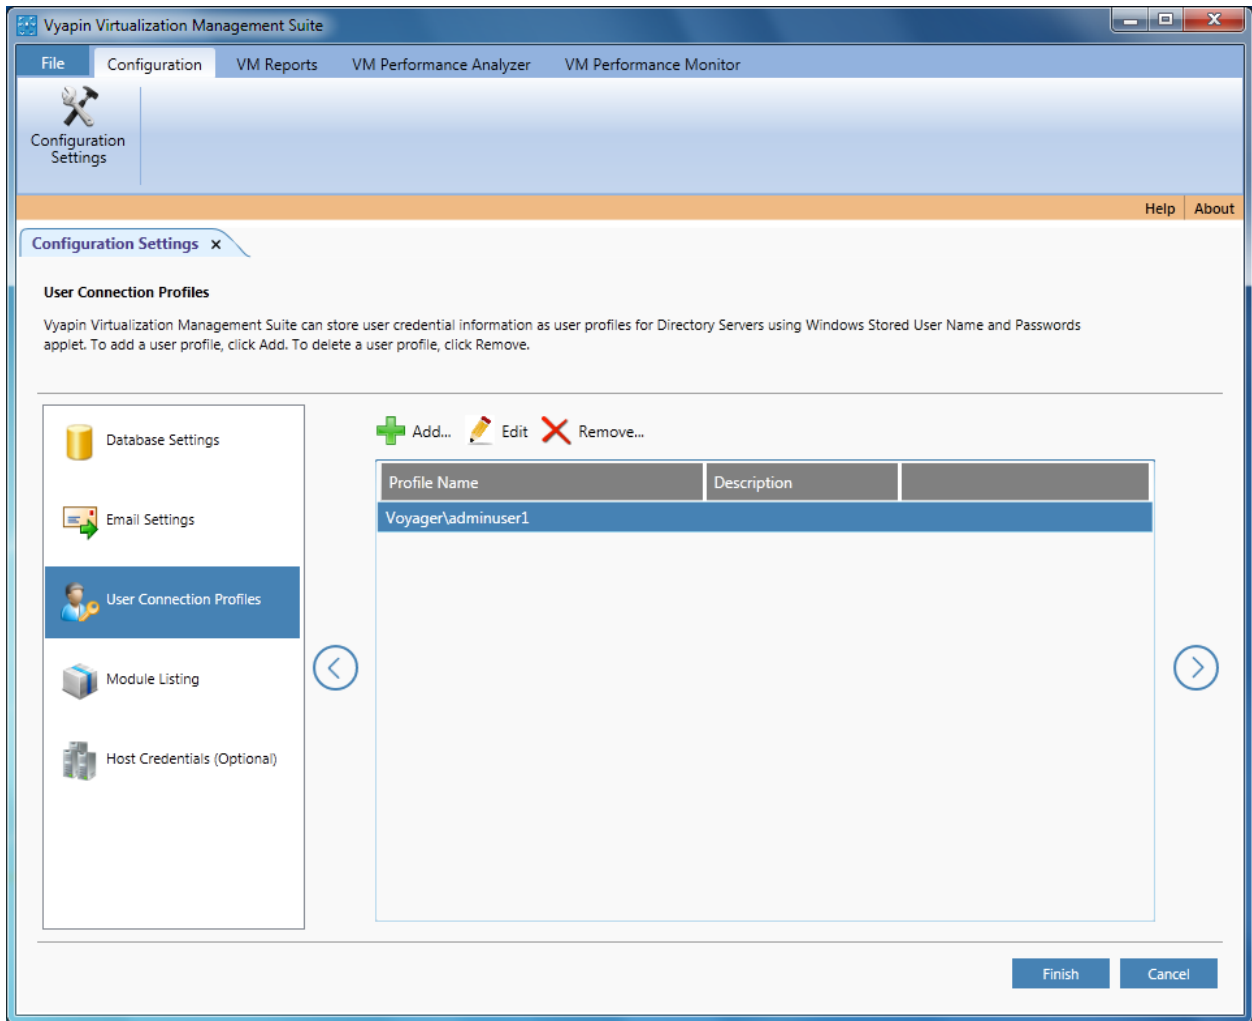 Vyapin Virtualization Management Suite
File Configuration VM Reports VM Performance Analyzer VM Performance Monitor
Configuration
Settings
Help About
Configuration Settings x
User Connection Profiles
Vyapin Virtualization Management Suite can store user credential information as user profiles for Directory Servers using Windows Stored User Name and Passwords
applet. To add a user profile, click Add. To delete a user profile, click Remove.
Database Settings
Email Settings
User Connection Profiles
Module Listing
Host Credentials (Optional)
Add... Edit Remove...
Profile Name Description
Voyager\adminuser1
Finish Cancel